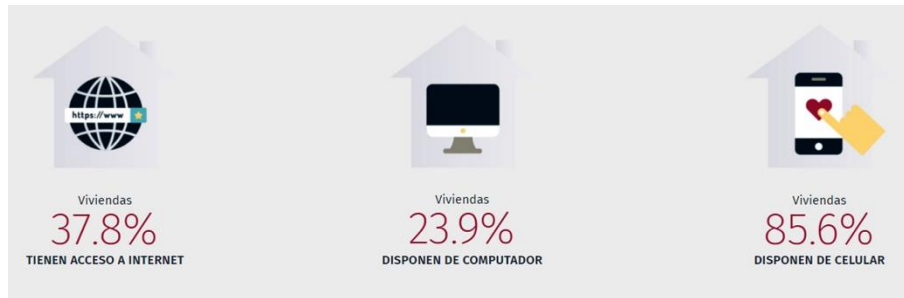 https://www
Viviendas
37.8%
TIENEN ACCESO A INTERNET
Viviendas
23.9%
DISPONEN DE COMPUTADOR
Viviendas
85.6%
DISPONEN DE CELULAR